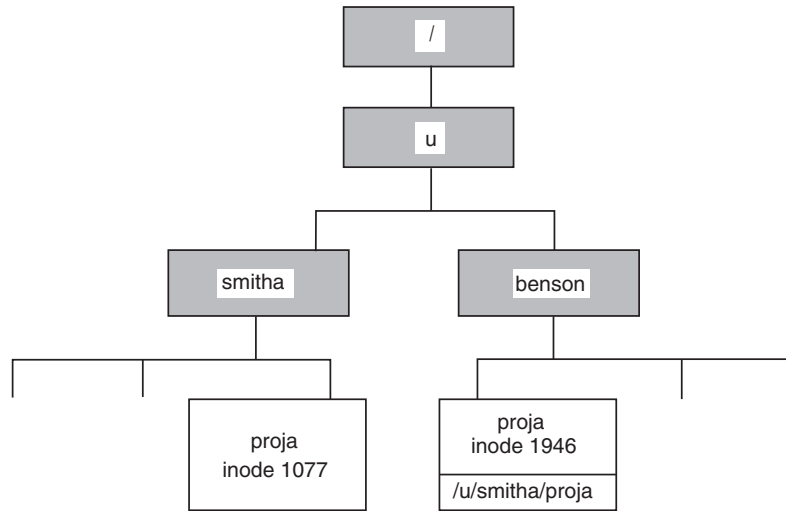 /
u
smitha
benson
proja
inode 1077
proja
inode 1946
/u/smitha/proja